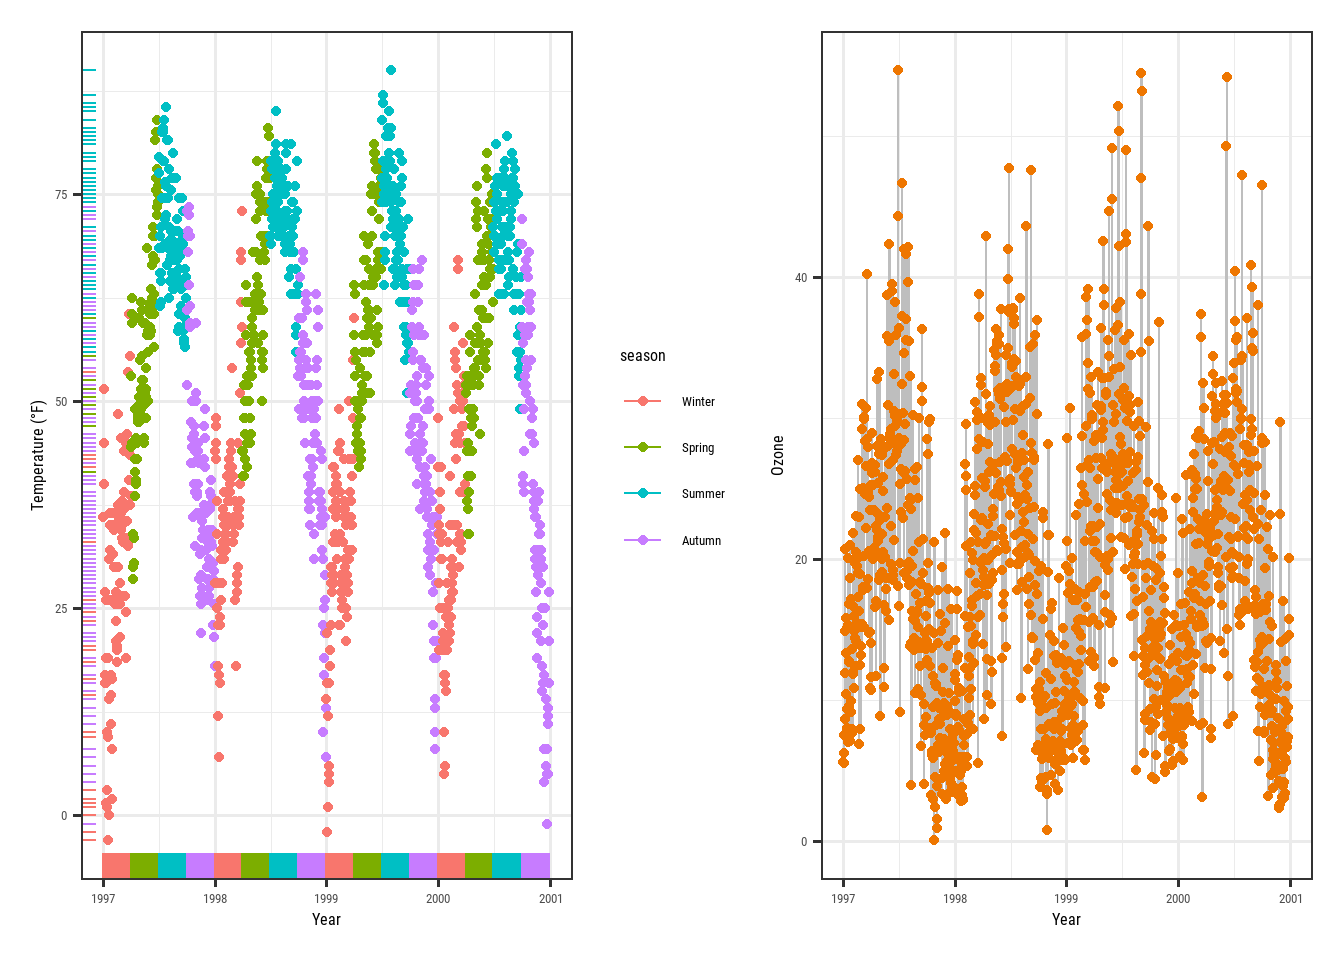 75
50
25
0
Temperature (°F)
1997 1998 1999 2000 2001
Year
season
Winter
Spring
Summer
Autumn
40
20
0
Ozone
1997 1998 1999 2000 2001
Year